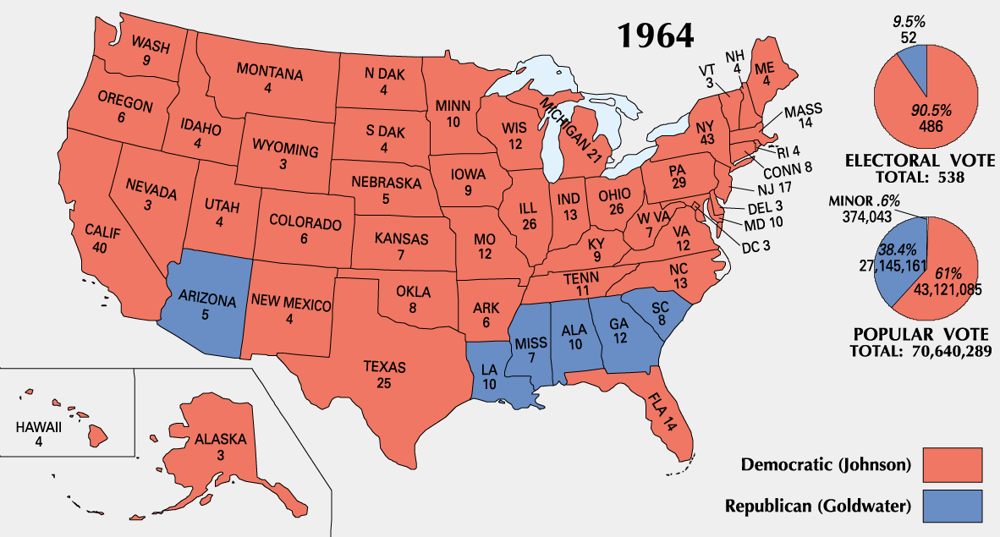 1964
WASH
9
OREGON
6
MONTANA
4
IDAHO
4
WYOMING
3
N DAK
4
S DAK
4
NEBRASKA
5
MINN
10
WIS
12
MICHIGAN 21
IOWA
9
NEVADA
3
UTAH
4
COLORADO
6
KANSAS
7
MO
12
ILL
26
IND
13
OHIO
26
KY
9
W VA
7
VA
12
PA
29
NY
43
VT
3
NH
4
ME
4
MASS
14
RI 4
CONN 8
NJ 17
DEL 3
MD 10
DC 3
CALIF
40
ARIZONA
5
NEW MEXICO
4
OKLA
8
ARK
6
TENN
11
NC
13
SC
8
GA
12
ALA
10
MISS
7
LA
10
TEXAS
25
FLA 14
HAWAII
4
ALASKA
3
9.5%
52
90.5%
486
ELECTORAL VOTE
TOTAL: 538
MINOR .6%
374,043
38.4%
27,145,161
61%
43,121,085
POPULAR VOTE
TOTAL: 70,640,289
Democratic (Johnson)
Republican (Goldwater)